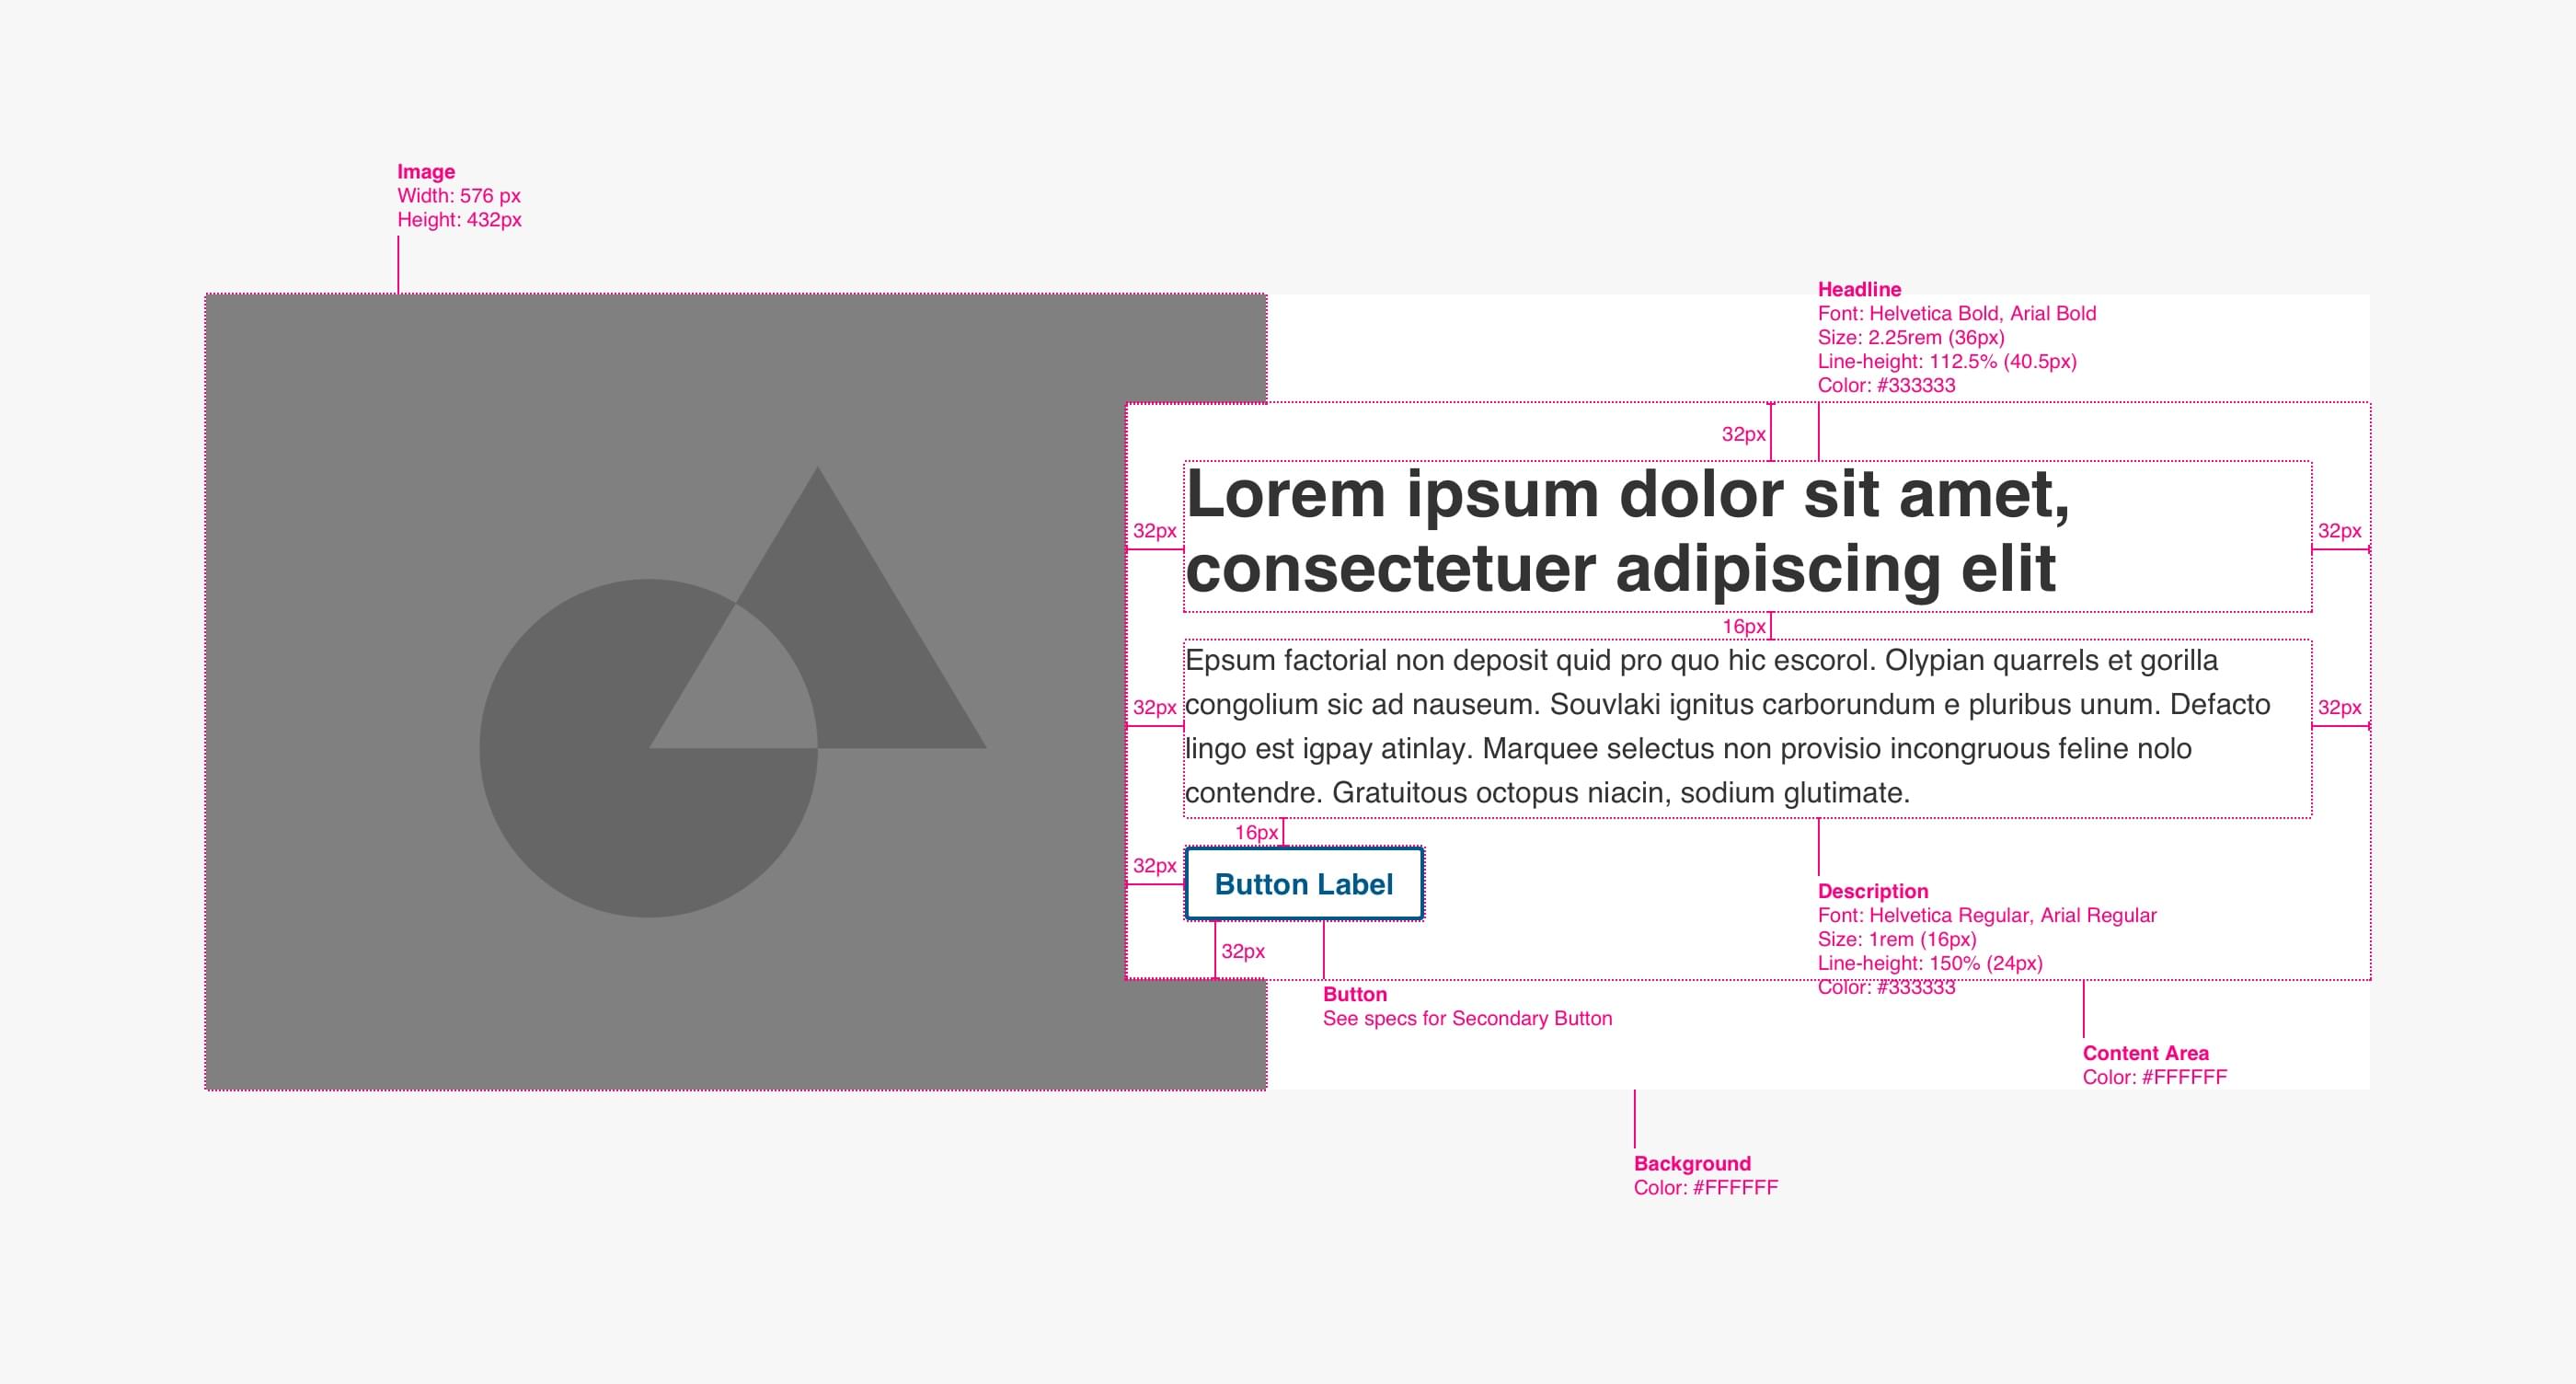 Image
Width: 576 px
Height: 432px
Headline
Font: Helvetica Bold, Arial Bold
Size: 2.25rem (36px)
Line-height: 112.5% (40.5px)
Color: #333333
32px
Lorem ipsum dolor sit amet,
consectetuer adipiscing elit
32px
32px
16px
Epsum factorial non deposit quid pro quo hic escorol. Olypian quarrels et gorilla
congolium sic ad nauseum. Souvlaki ignitus carborundum e pluribus unum. Defacto
lingo est igpay atinlay. Marquee selectus non provisio incongruous feline nolo
contendre. Gratuitous octopus niacin, sodium glutimate.
32px
32px
16px
32px
Button Label
32px
Description
Font: Helvetica Regular, Arial Regular
Size: 1rem (16px)
Line-height: 150% (24px)
Color: #333333
Button
See specs for Secondary Button
Content Area
Color: #FFFFFF
Background
Color: #FFFFFF